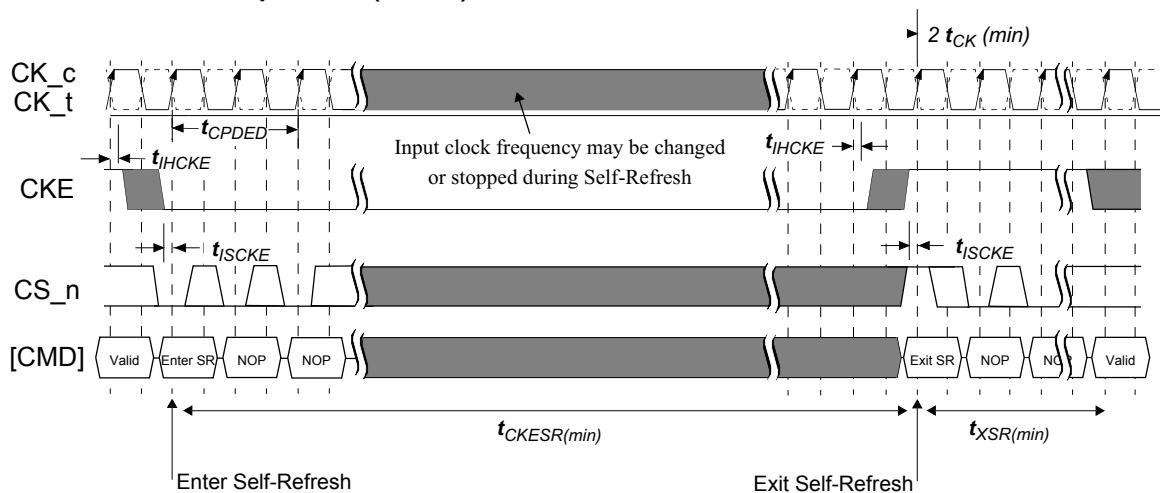 2 tCK (min)
CK_c
CK_t
tCPDED
tIHCKE
Input clock frequency may be changed
or stopped during Self-Refresh
tIHCKE
CKE
tISCKE
tISCKE
CS_n
[CMD]
Valid
Enter SR
NOP
NOP
Exit SR
NOP
NOP
Valid
tCKESR(min)
tXSR(min)
Enter Self-Refresh
Exit Self-Refresh